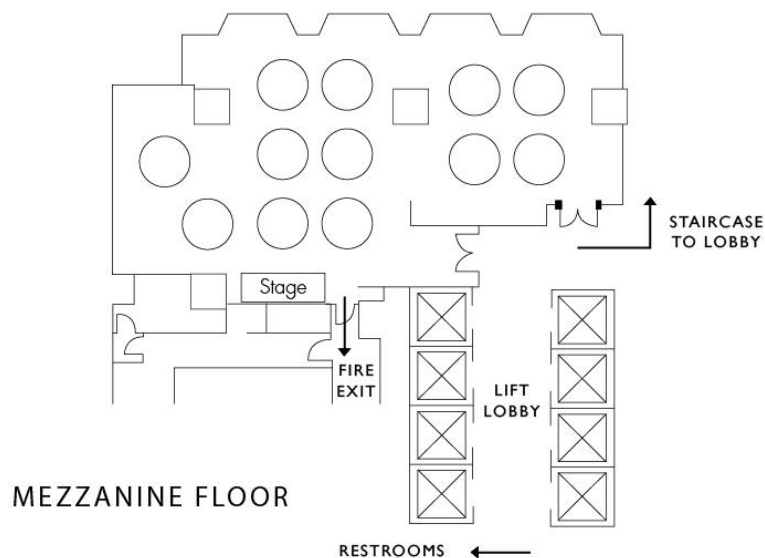 STAIRCASE
TO LOBBY
Stage
FIRE
EXIT
LIFT
LOBBY
MEZZANINE FLOOR
RESTROOMS